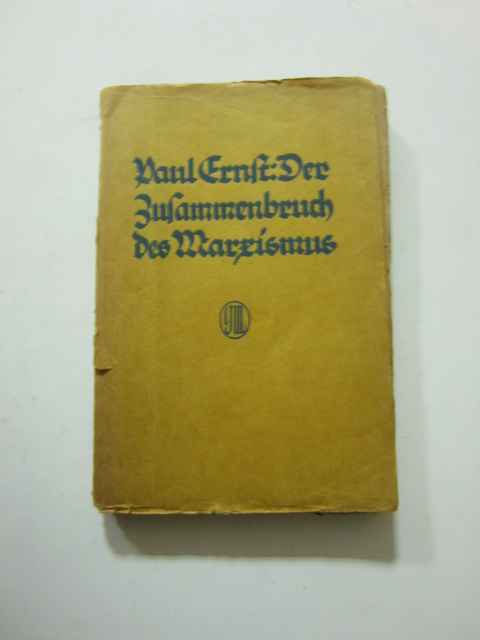 Paul Ernst: Der
Zusammenbruch
des Marxismus